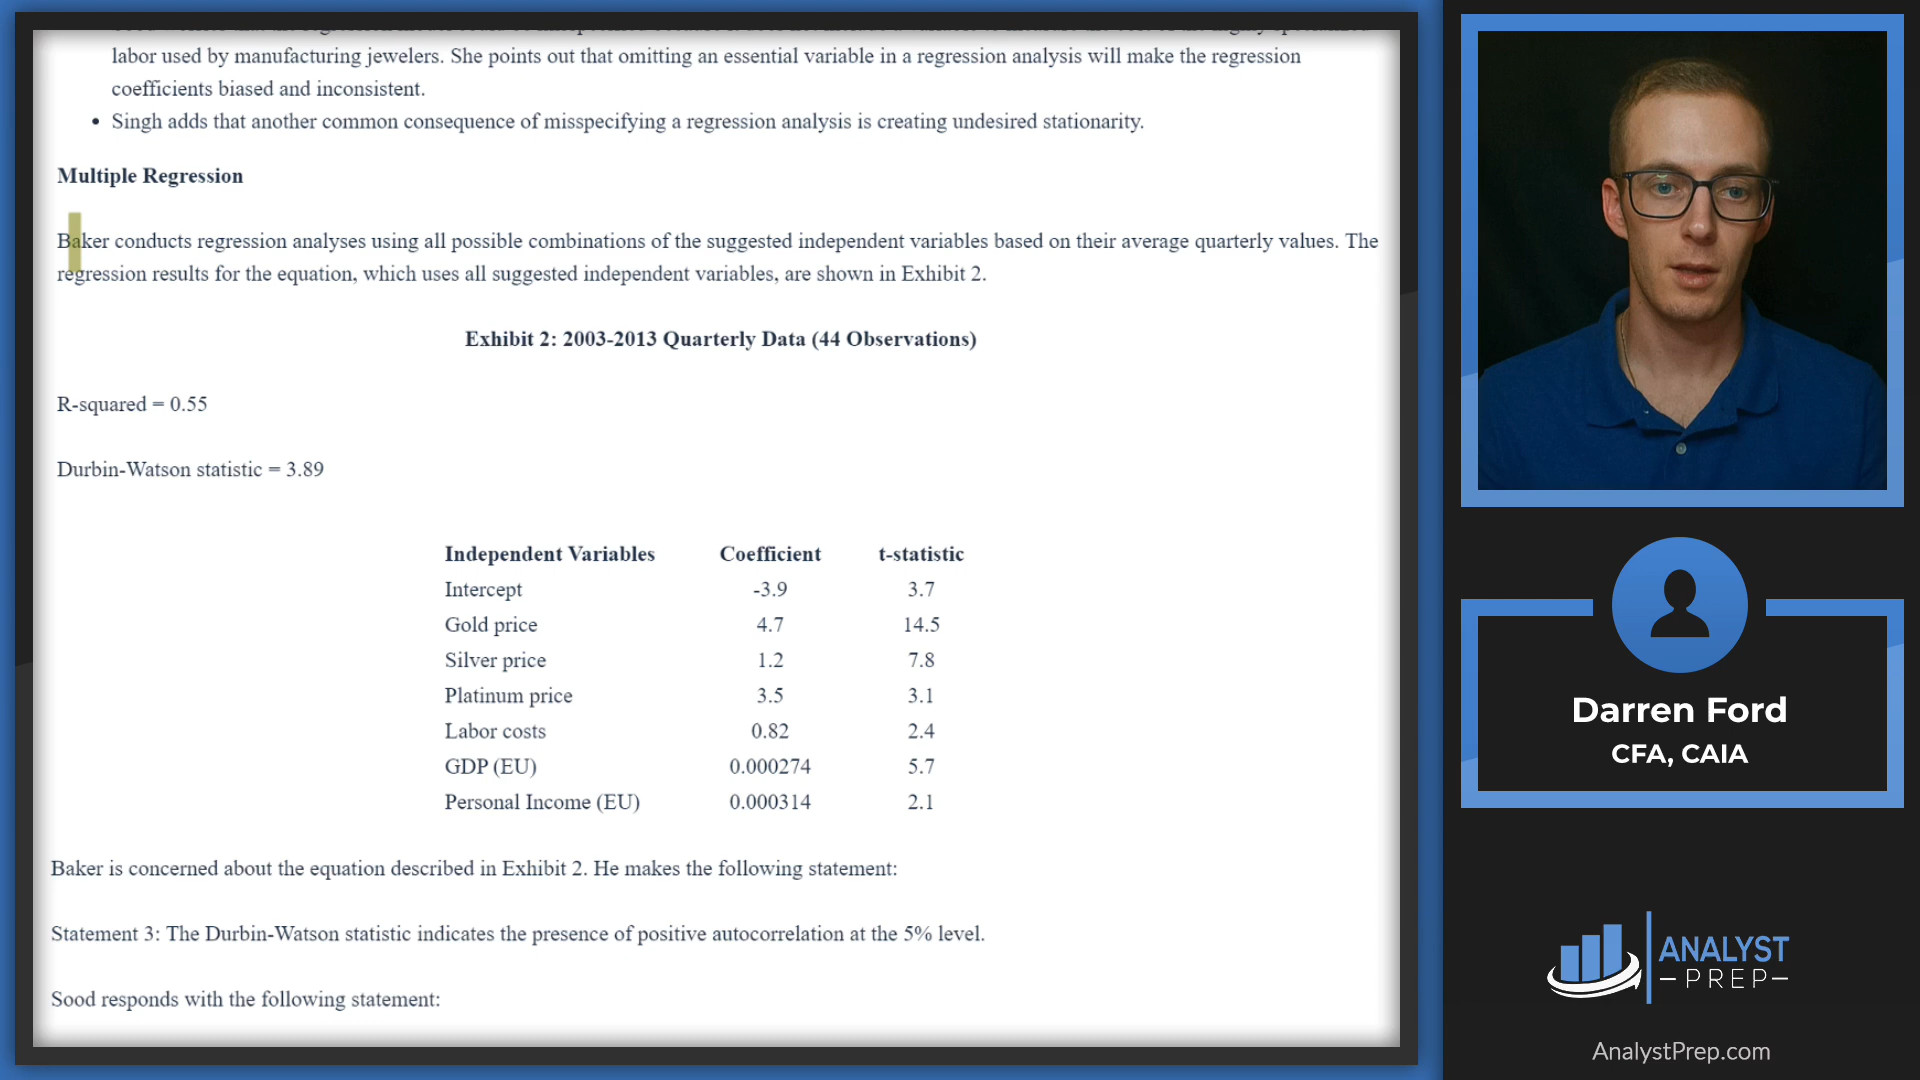 labor used by manufacturing jewelers. She points out that omitting an essential variable in a regression analysis will make the regression
coefficients biased and inconsistent.
• Singh adds that another common consequence of misspecifying a regression analysis is creating undesired stationarity.
Multiple Regression
Baker conducts regression analyses using all possible combinations of the suggested independent variables based on their average quarterly values. The
regression results for the equation, which uses all suggested independent variables, are shown in Exhibit 2.
Exhibit 2: 2003-2013 Quarterly Data (44 Observations)
R-squared = 0.55
Durbin-Watson statistic = 3.89
Independent Variables Coefficient t-statistic
Intercept -3.9 3.7
Gold price 4.7 14.5
Silver price 1.2 7.8
Platinum price 3.5 3.1
Labor costs 0.82 2.4
GDP (EU) 0.000274 5.7
Personal Income (EU) 0.000314 2.1
Baker is concerned about the equation described in Exhibit 2. He makes the following statement:
Statement 3: The Durbin-Watson statistic indicates the presence of positive autocorrelation at the 5% level.
Sood responds with the following statement:
Darren Ford
CFA, CAIA
ANALYST
PREP
AnalystPrep.com